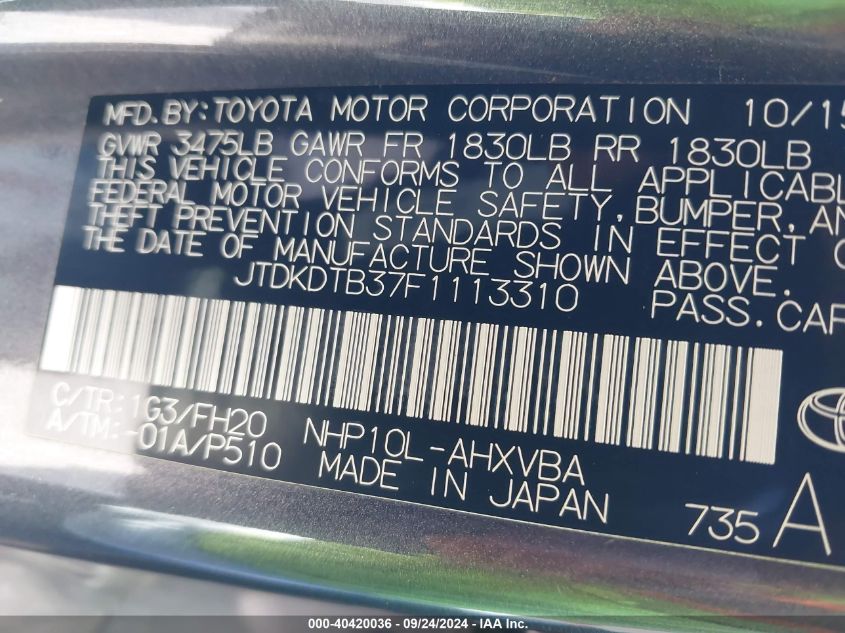 MFD.BY:TOYOTA MOTOR CORPORATION 10/15
GVWR 3475LB GAWR FR 1830LB RR 1830LB
THIS VEHICLE CONFORMS TO ALL APPLICABL
FEDERAL MOTOR VEHICLE SAFETY, BUMPER, AN
THEFT PREVENTION STANDARDS IN EFFECT O
THE DATE OF MANUFACTURE SHOWN ABOVE.
JTDKDTB37F1113310 PASS.CAR
C/TR:1G3/FH20
A/TM:-01A/P510
NHP10L-AHXVBA
MADE IN JAPAN
735 A
000-40420036 - 09/24/2024 - IAA Inc.